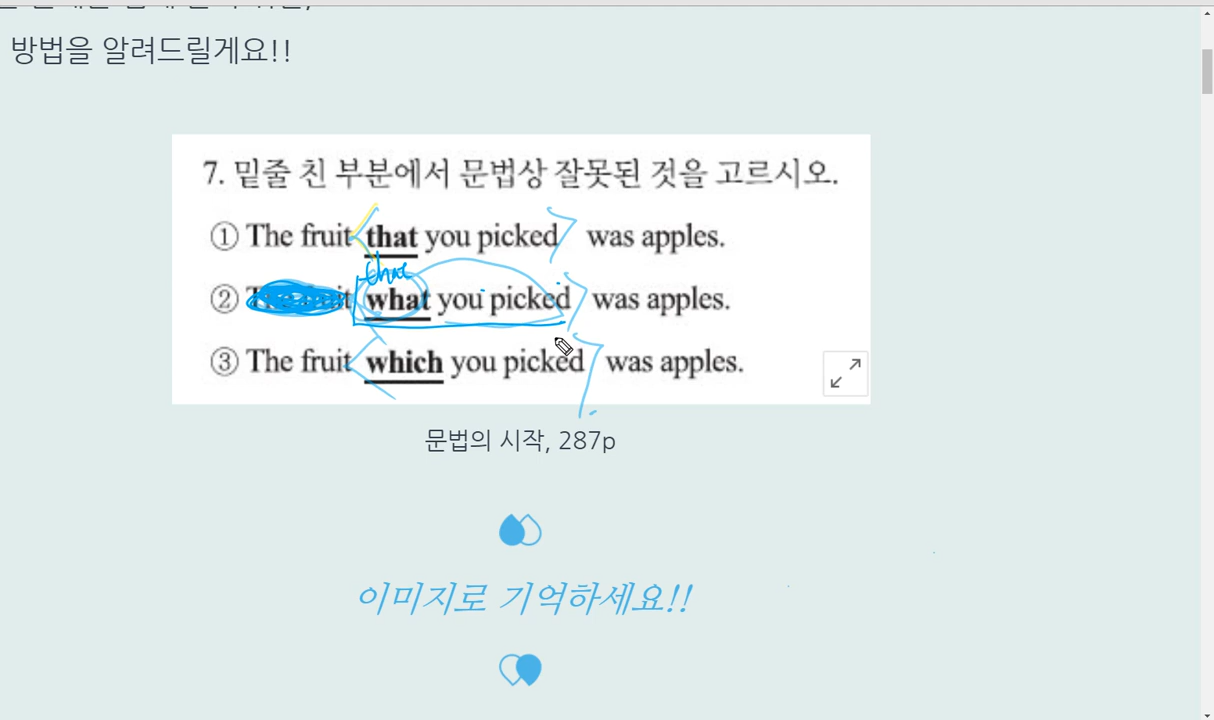 방법을 알려드릴게요!!
7. 밑줄 친 부분에서 문법상 잘못된 것을 고르시오.
① The fruit that you picked was apples.
that
② The fruit what you picked was apples.
③ The fruit which you picked was apples.
문법의 시작, 287p
이미지로 기억하세요!!